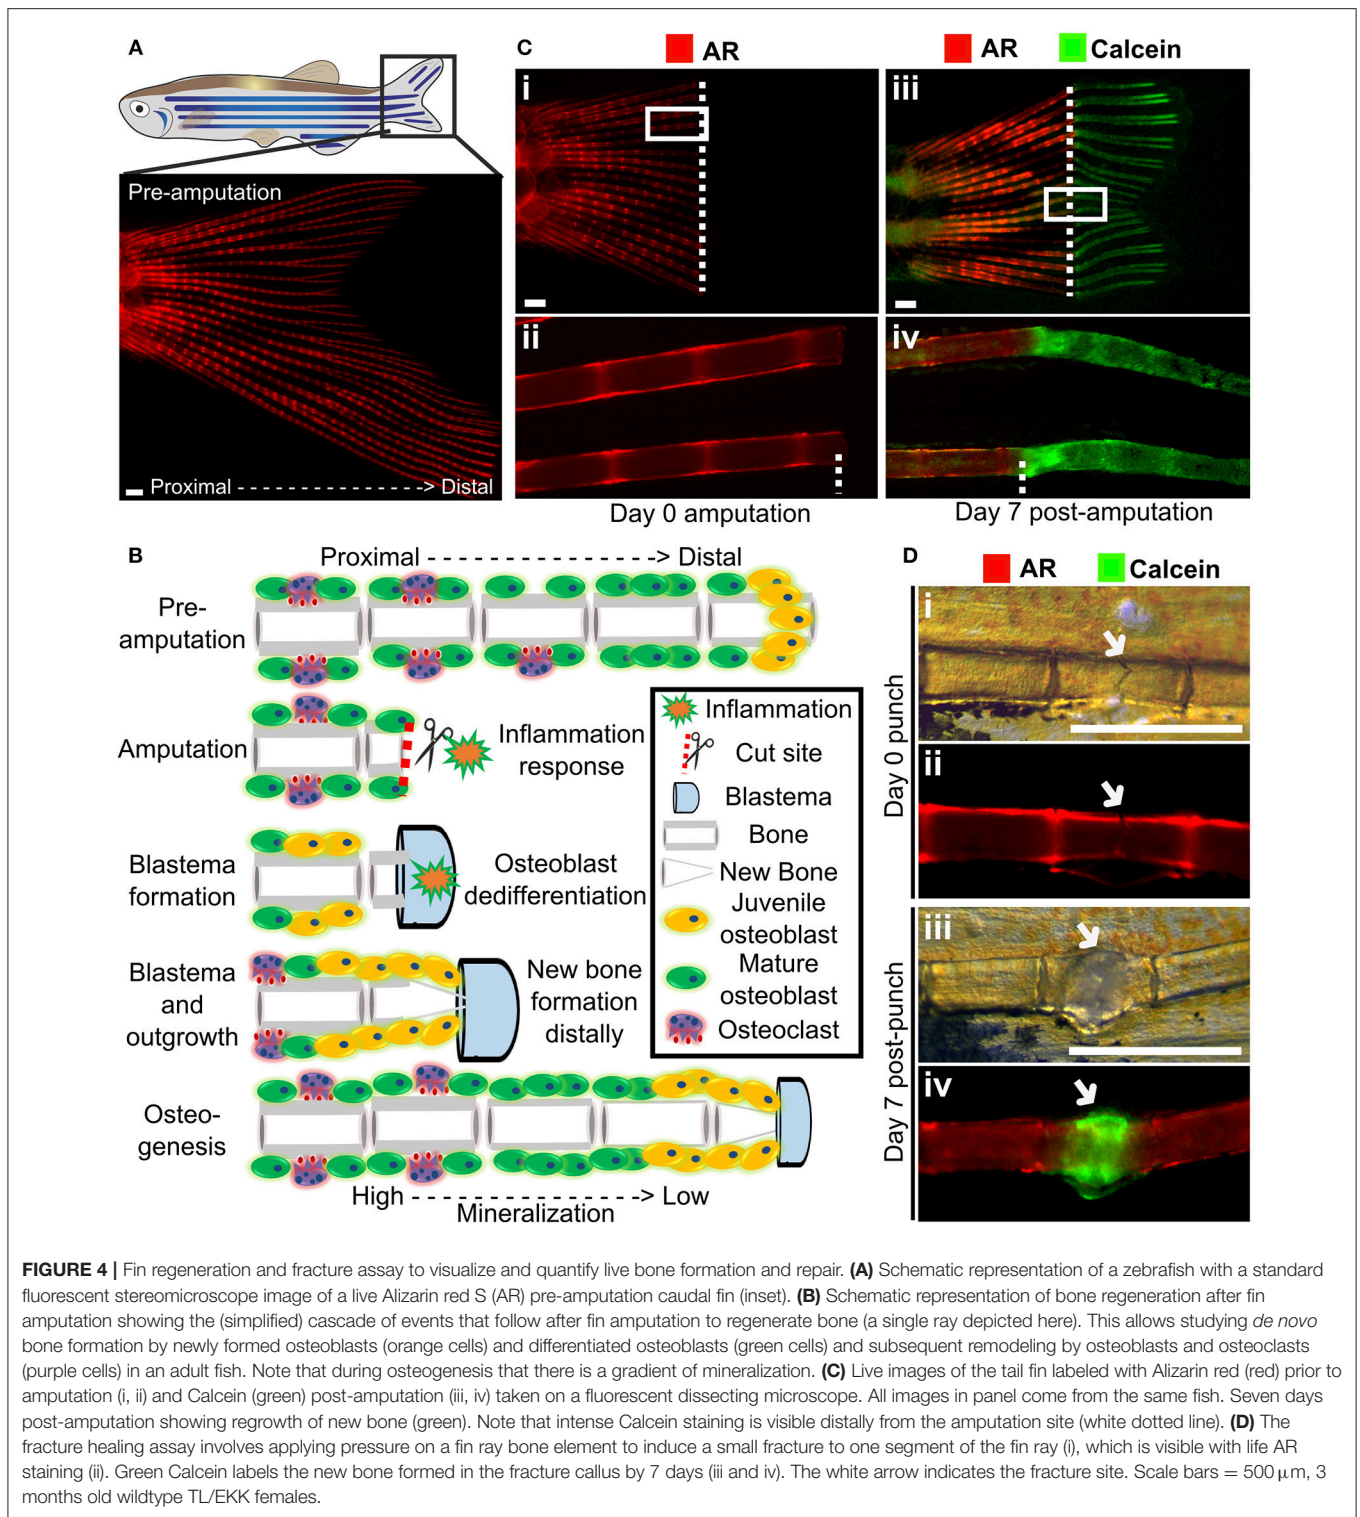 A
Pre-amputation
Proximal - - - - - - - - - - - - - - - -> Distal
C
AR
AR Calcein
i
iii
ii
iv
Day 0 amputation
Day 7 post-amputation
B
Proximal - - - - - - - - - - - - - - - -> Distal
Pre-
amputation
Amputation
Inflammation
response
Blastema
formation
Osteoblast
dedifferentiation
Blastema
and
outgrowth
New bone
formation
distally
Osteo-
genesis
High - - - - - - - - - - - - - - - -> Low
Mineralization
Inflammation
Cut site
Blastema
Bone
New Bone
Juvenile
osteoblast
Mature
osteoblast
Osteoclast
D
AR Calcein
Day 0 punch
i
ii
Day 7 post-punch
iii
iv
FIGURE 4 | Fin regeneration and fracture assay to visualize and quantify live bone formation and repair. (A) Schematic representation of a zebrafish with a standard
fluorescent stereomicroscope image of a live Alizarin red S (AR) pre-amputation caudal fin (inset). (B) Schematic representation of bone regeneration after fin
amputation showing the (simplified) cascade of events that follow after fin amputation to regenerate bone (a single ray depicted here). This allows studying de novo
bone formation by newly formed osteoblasts (orange cells) and differentiated osteoblasts (green cells) and subsequent remodeling by osteoblasts and osteoclasts
(purple cells) in an adult fish. Note that during osteogenesis that there is a gradient of mineralization. (C) Live images of the tail fin labeled with Alizarin red (red) prior to
amputation (i, ii) and Calcein (green) post-amputation (iii, iv) taken on a fluorescent dissecting microscope. All images in panel come from the same fish. Seven days
post-amputation showing regrowth of new bone (green). Note that intense Calcein staining is visible distally from the amputation site (white dotted line). (D) The
fracture healing assay involves applying pressure on a fin ray bone element to induce a small fracture to one segment of the fin ray (i), which is visible with life AR
staining (ii). Green Calcein labels the new bone formed in the fracture callus by 7 days (iii and iv). The white arrow indicates the fracture site. Scale bars = 500 μm, 3
months old wildtype TL/EKK females.